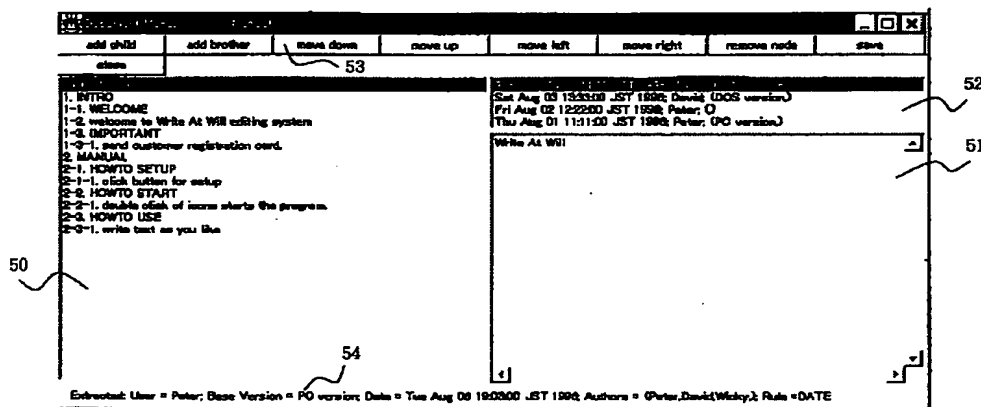 add child add brother move down move up move left move right remove node save
close
53
52
1. INTRO
1-1. WELCOME
1-2. welcome to Write At Will editing system
1-3. IMPORTANT
1-3-1. send customer registration card.
2. MANUAL
2-1. HOWTO SETUP
2-1-1. click button for setup
2-2. HOWTO START
2-2-1. double click of icons starts the program.
2-3. HOWTO USE
2-3-1. write text as you like
Sat Aug 03 13:33:00 JST 1996; David; (DOS version.)
Fri Aug 02 12:22:00 JST 1996; Peter; ()
Thu Aug 01 11:11:00 JST 1996; Peter; (PO version.)
Write At Will
51
50
54
Extracted: User = Peter; Base Version = PO version; Date = Tue Aug 06 19:03:00 JST 1996; Authors = (Peter,David,Wicky,); Rule =DATE